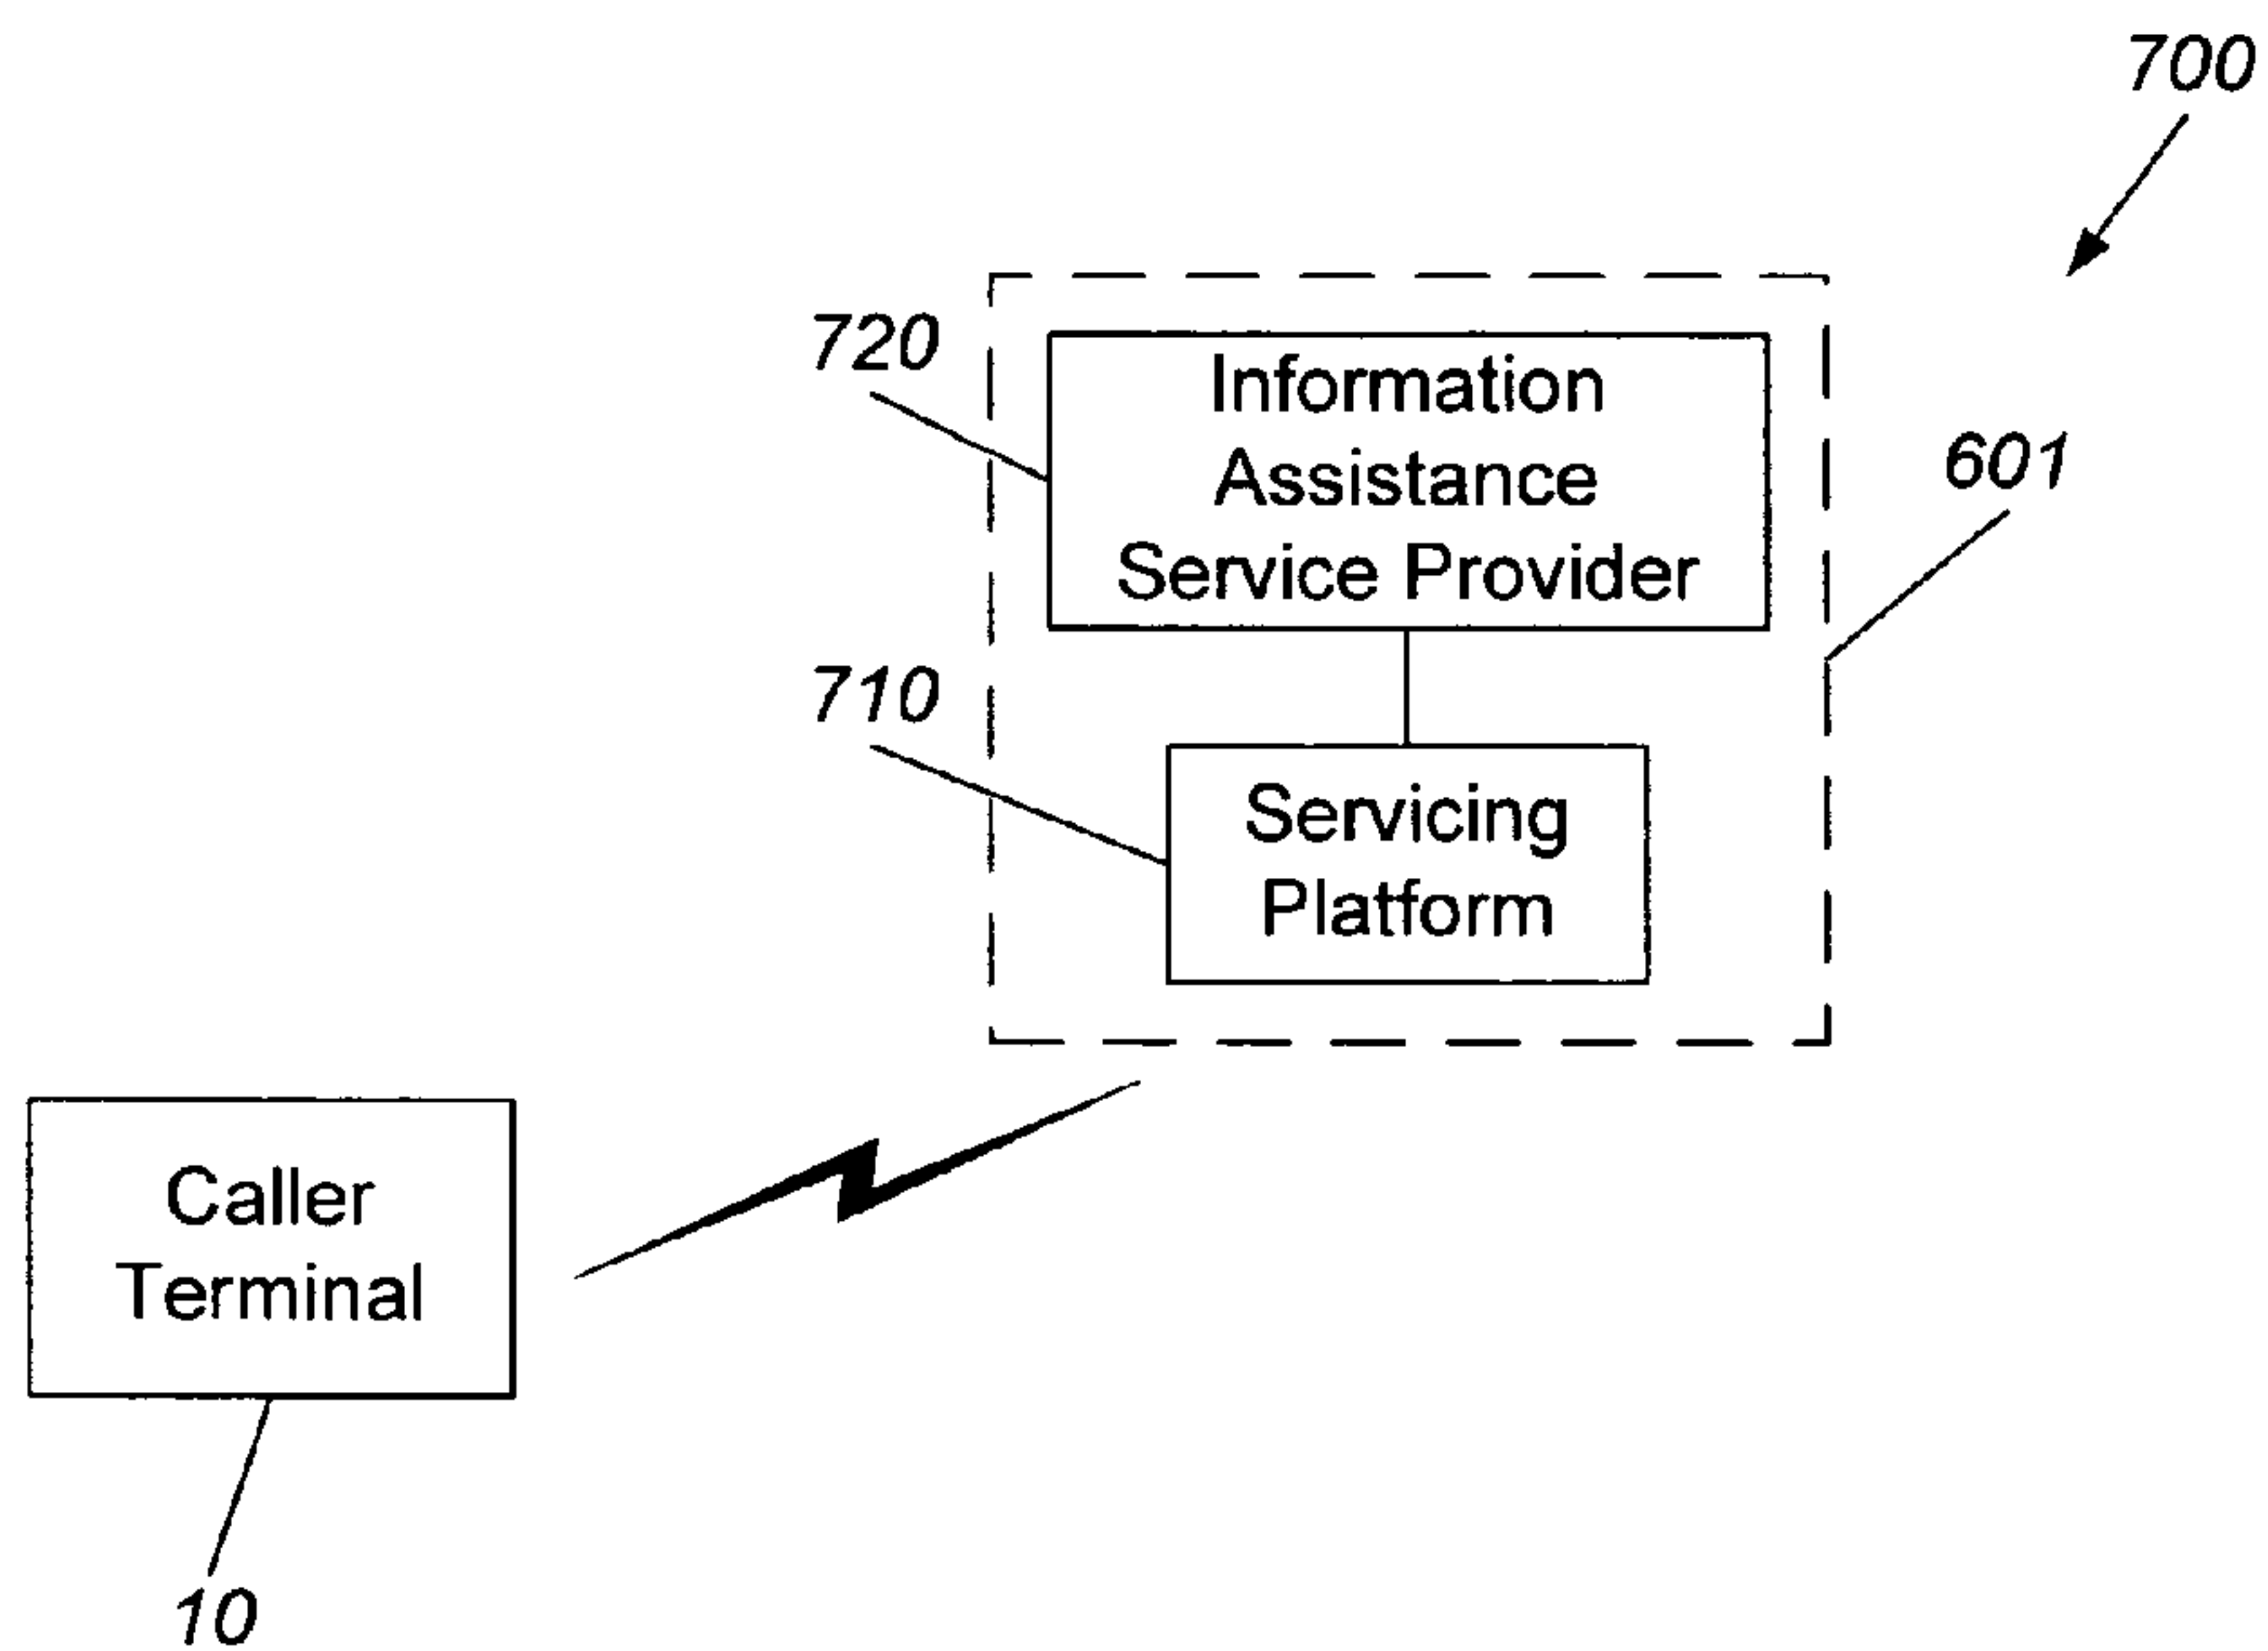 700
720
Information
Assistance
Service Provider
601
710
Servicing
Platform
Caller
Terminal
10